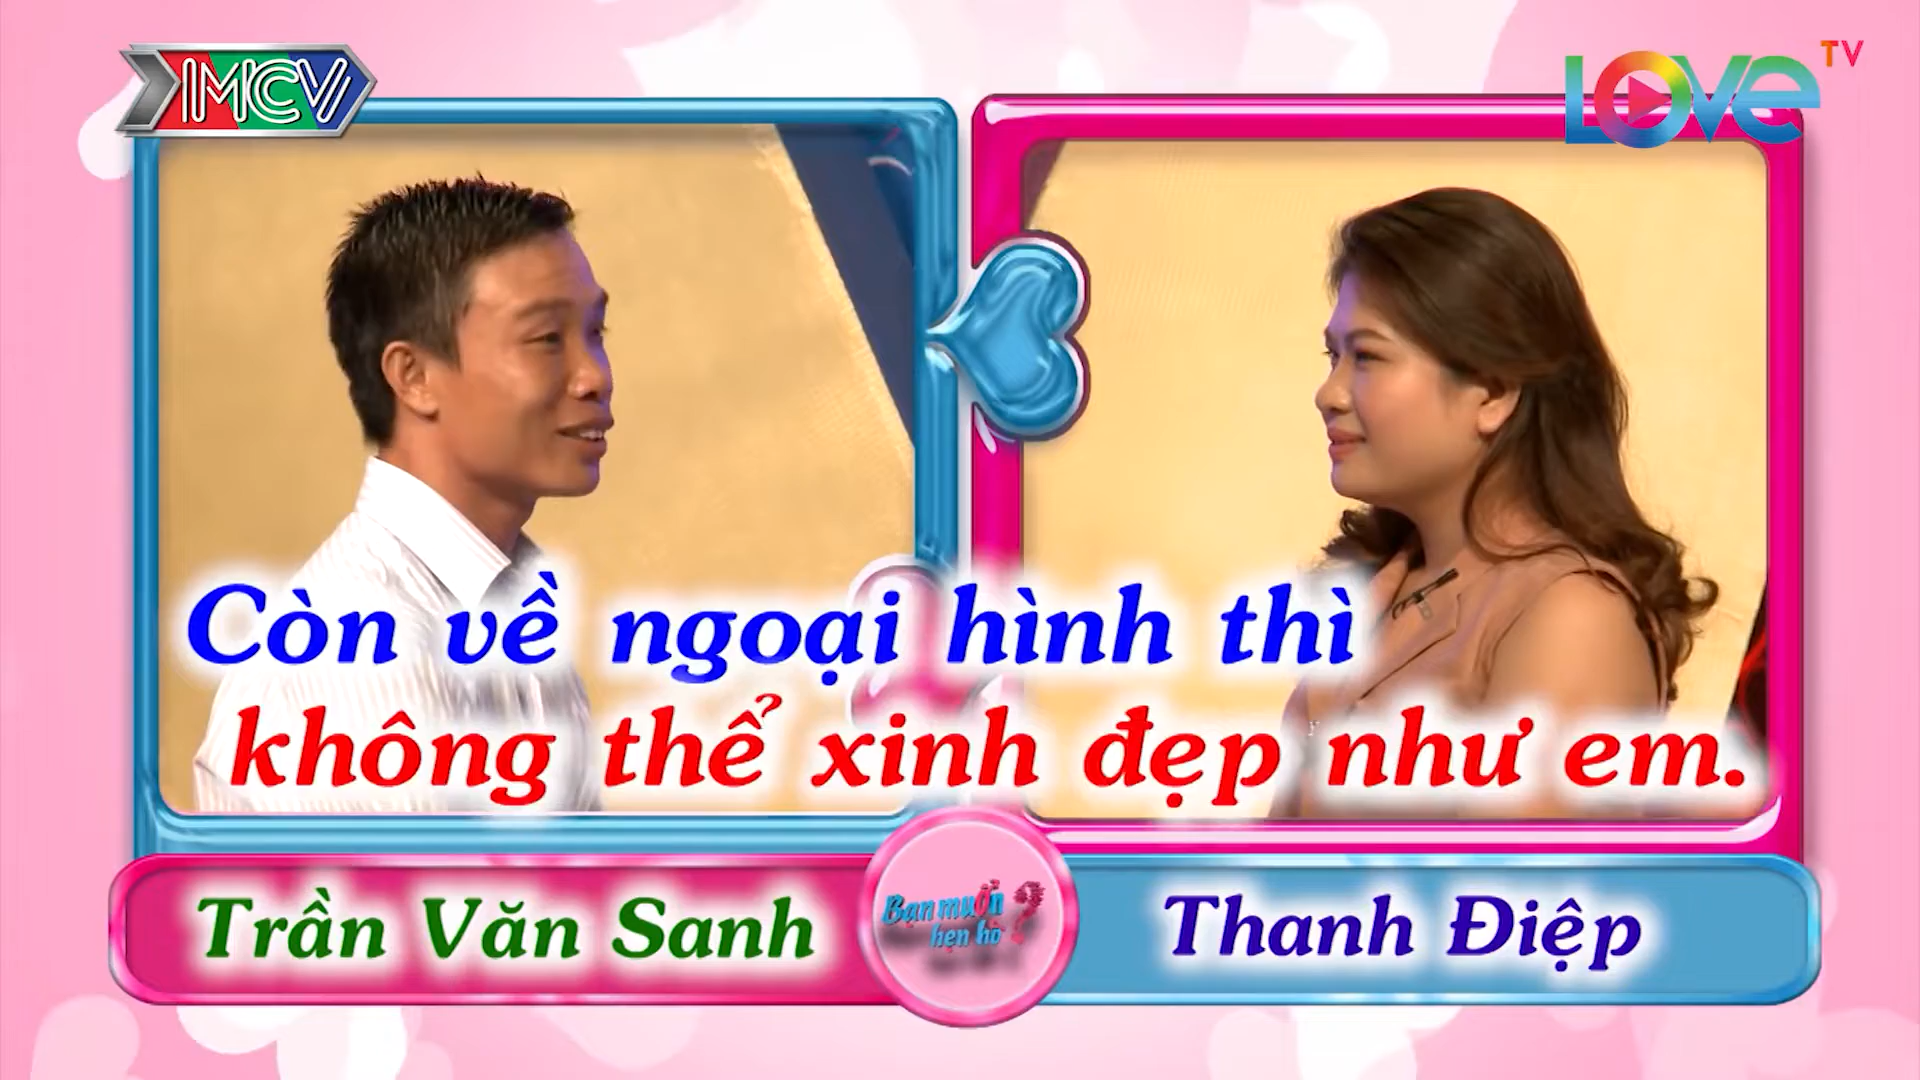 MCV
LOVE TV
Còn về ngoại hình thì
không thể xinh đẹp như em.
Trần Văn Sanh
Bạn muốn
hẹn hò ?
Thanh Điệp